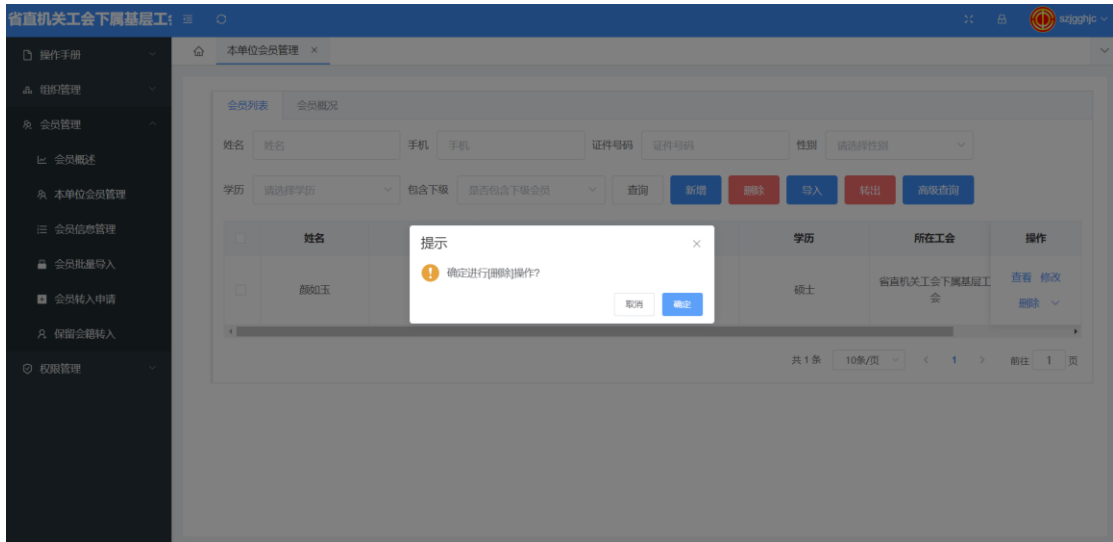 省直机关工会下属基层工会
szjgghjc
操作手册
本单位会员管理
组织管理
会员列表 会员概况
会员管理
姓名 姓名 手机 手机 证件号码 证件号码 性别 请选择性别
会员概述
学历 请选择学历 包含下级 是否包含下级会员 查询 新增 删除 导入 转出 高级查询
本单位会员管理
会员信息管理
姓名 学历 所在工会 操作
提示
会员批量导入
确定进行[删除]操作?
颜如玉 硕士 省直机关工会下属基层工会 查看 修改 删除
会员转入申请
取消 确定
保留会籍转入
共 1 条 10条/页 1 前往 1 页
权限管理